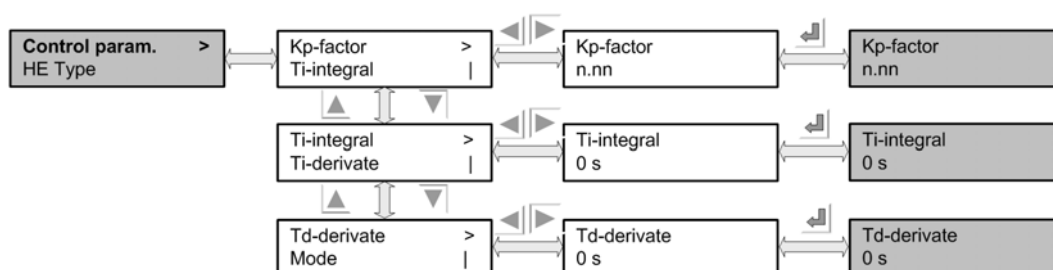 Control param. >
HE Type
Kp-factor >
Ti-integral |
Kp-factor
n.nn
Kp-factor
n.nn
Ti-integral >
Ti-derivate |
Ti-integral
0 s
Ti-integral
0 s
Td-derivate >
Mode |
Td-derivate
0 s
Td-derivate
0 s